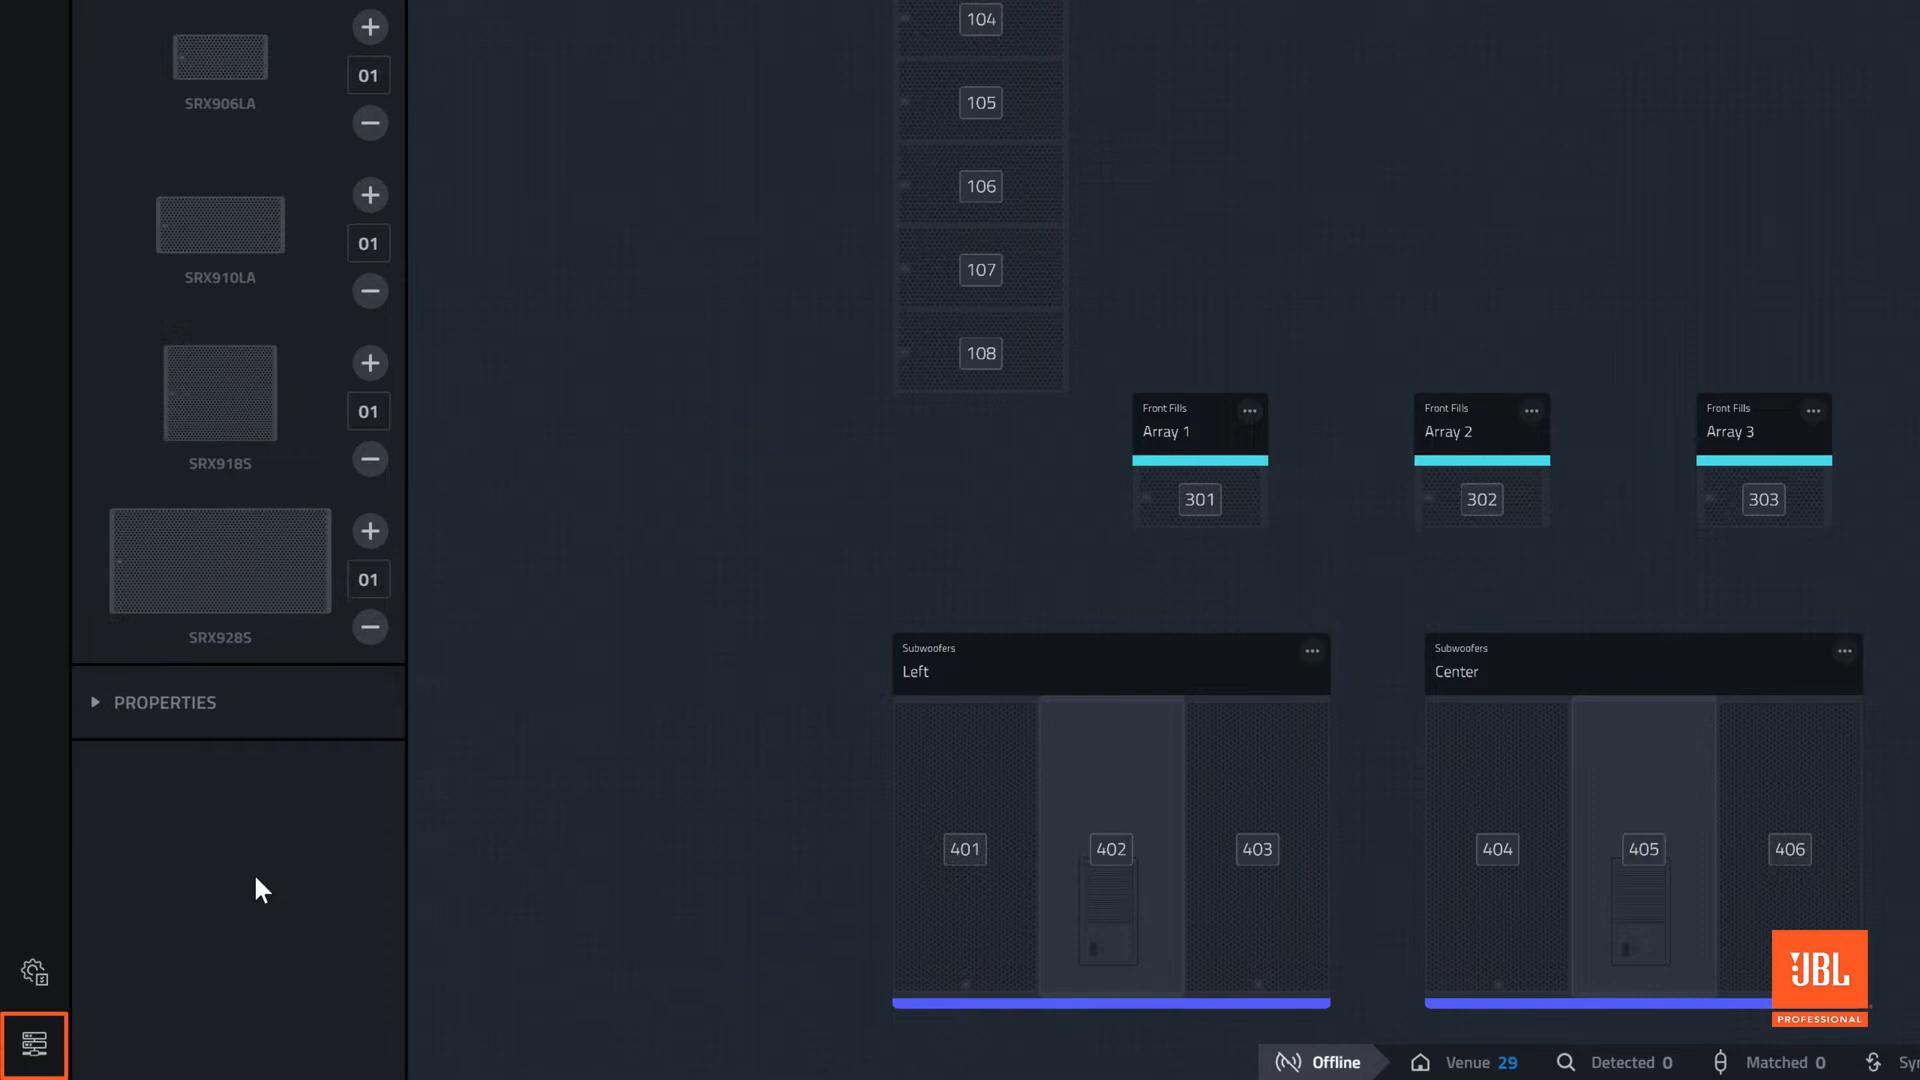 SRX906LA
01
SRX910LA
01
SRX918S
01
SRX928S
01
PROPERTIES
104
105
106
107
108
Front Fills
Array 1
301
Front Fills
Array 2
302
Front Fills
Array 3
303
Subwoofers
Left
401
402
403
Subwoofers
Center
404
405
406
JBL
PROFESSIONAL
Offline
Venue 29
Detected 0
Matched 0
Syn